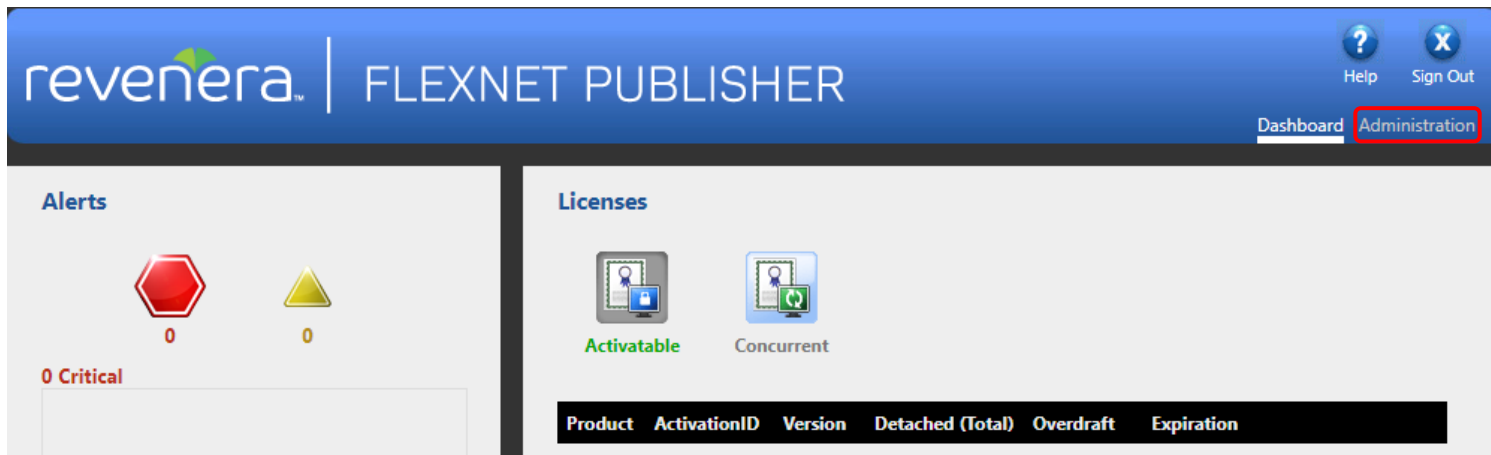 revenera™ FLEXNET PUBLISHER
? X
Help Sign Out
Dashboard Administration
Alerts
0 0
0 Critical
Licenses
Activatable Concurrent
Product ActivationID Version Detached (Total) Overdraft Expiration